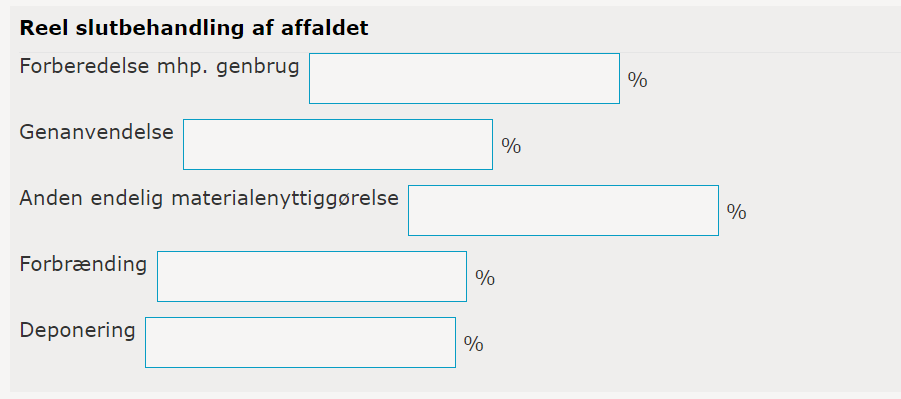 Reel slutbehandling af affaldet
Forberedelse mhp. genbrug %
Genanvendelse %
Anden endelig materialenyttiggørelse %
Forbrænding %
Deponering %